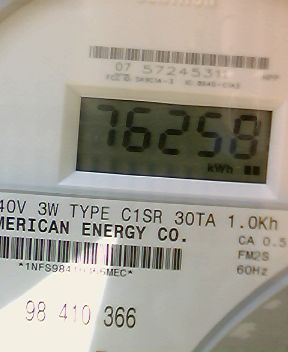 07 572453
76258
kWh
40V 3W TYPE C1SR 30TA 1.0Kh
MERICAN ENERGY CO.
CA 0.5
FM2S
60Hz
98 410 366